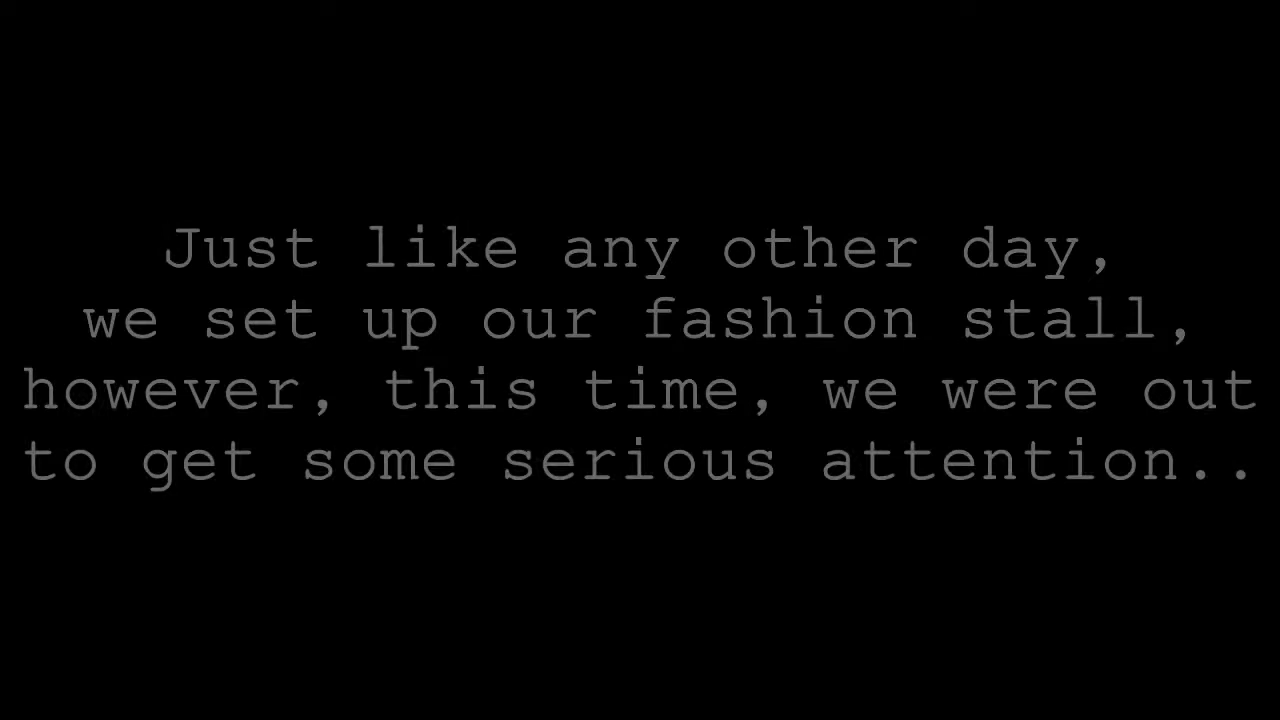 Just like any other day,
we set up our fashion stall,
however, this time, we were out
to get some serious attention..